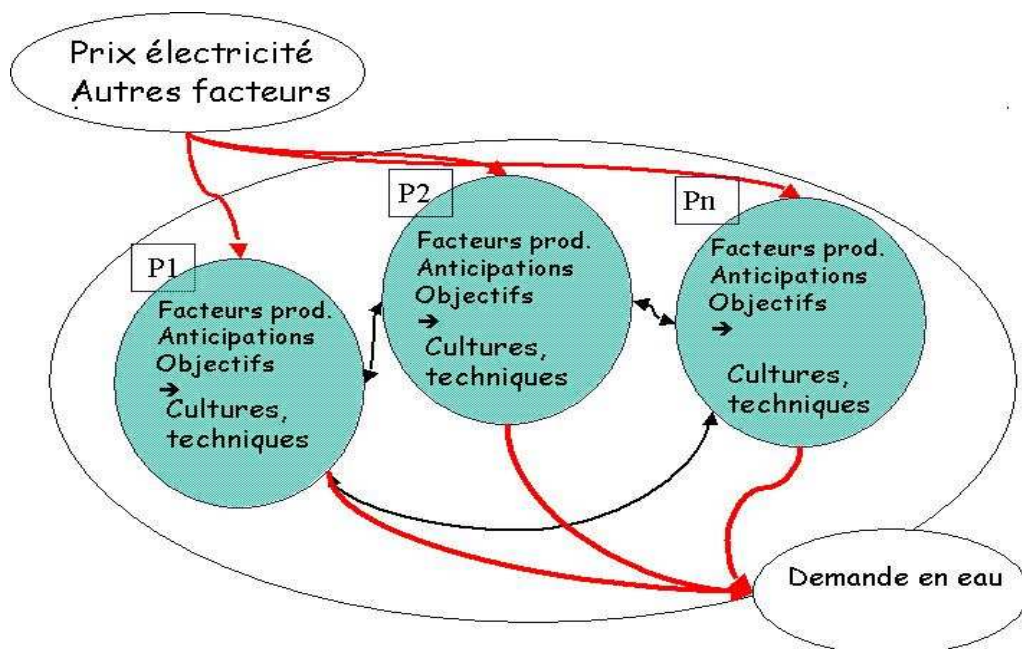 Prix électricité
Autres facteurs
P1
Facteurs prod.
Anticipations
Objectifs
➔
Cultures,
techniques
P2
Facteurs prod.
Anticipations
Objectifs
➔
Cultures,
techniques
Pn
Facteurs prod.
Anticipations
Objectifs
➔
Cultures,
techniques
Demande en eau